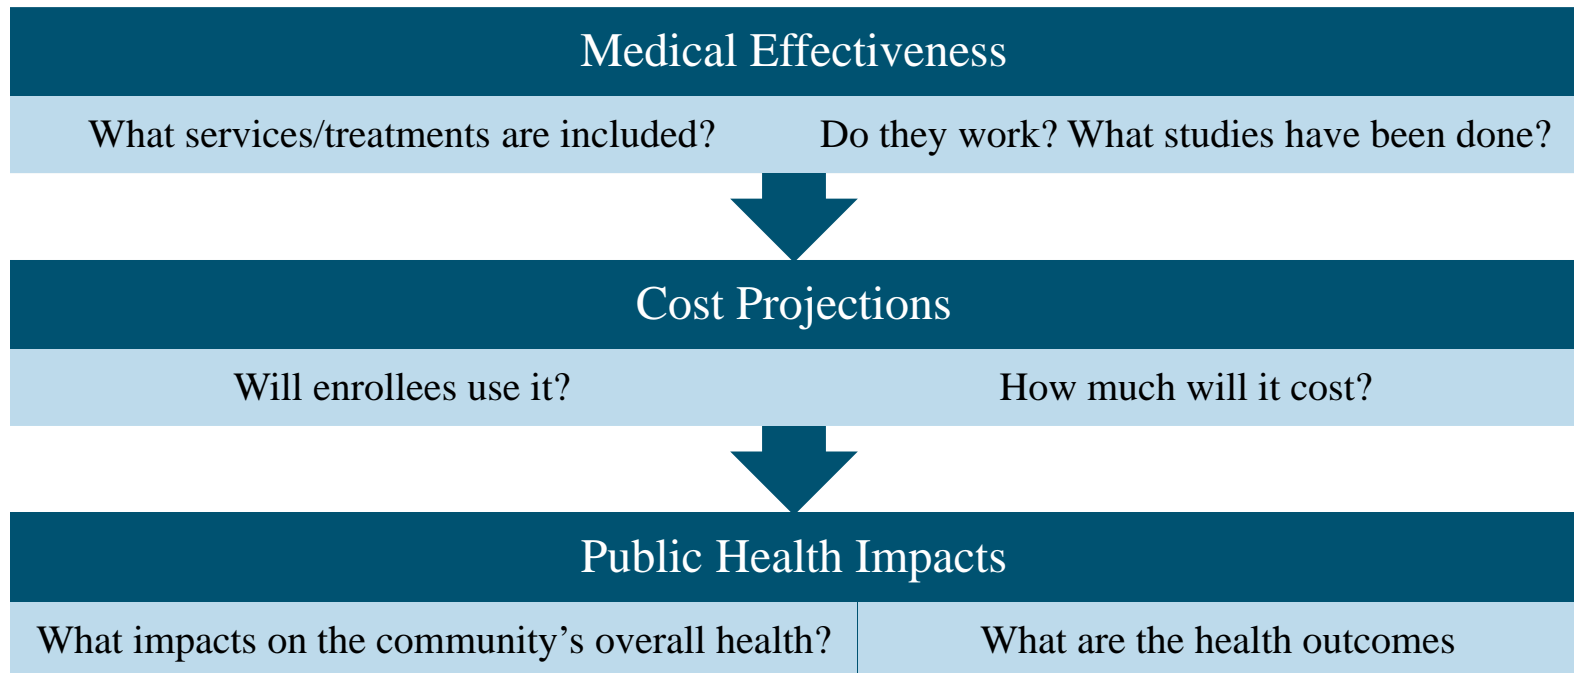 Medical Effectiveness
What services/treatments are included?
Do they work? What studies have been done?
Cost Projections
Will enrollees use it?
How much will it cost?
Public Health Impacts
What impacts on the community’s overall health?
What are the health outcomes